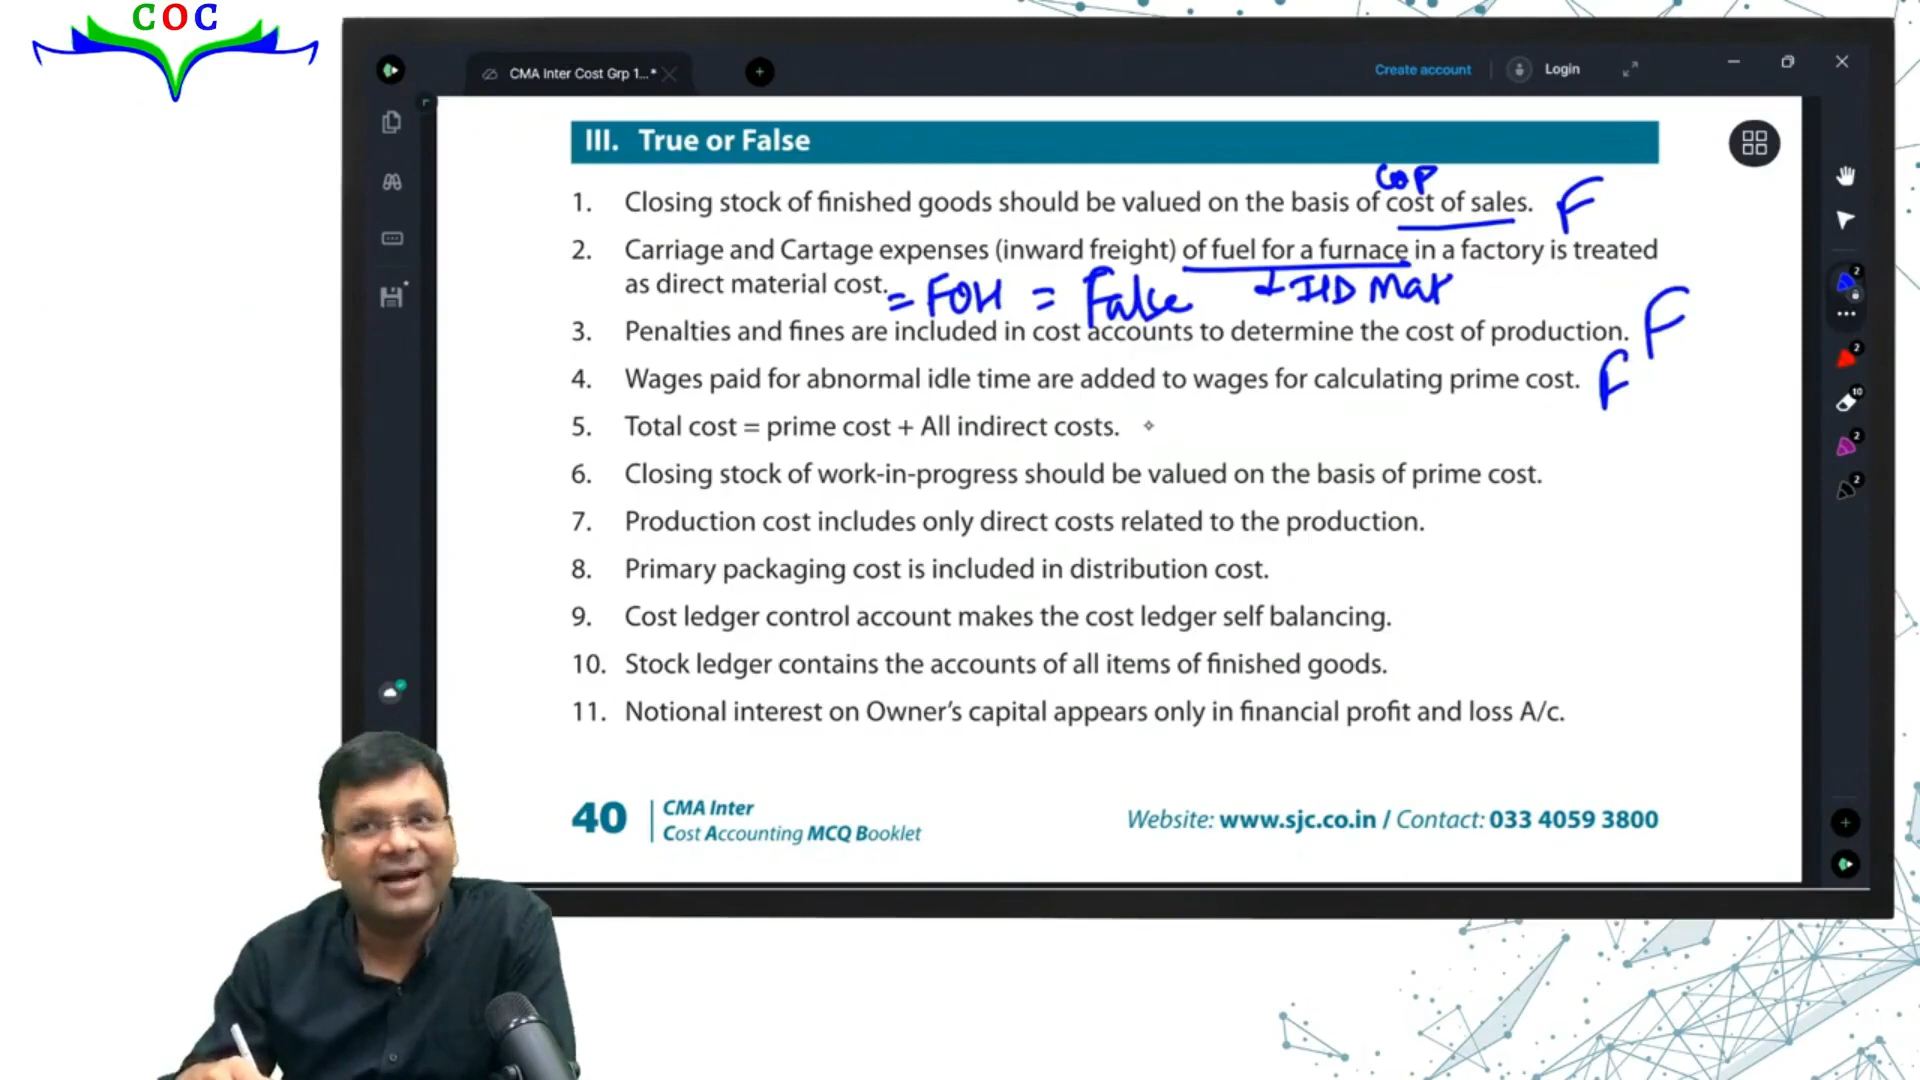 COC
CMA Inter Cost Grp 1...*
Create account
Login
III. True or False
COP
1. Closing stock of finished goods should be valued on the basis of cost of sales. F
2. Carriage and Cartage expenses (inward freight) of fuel for a furnace in a factory is treated
as direct material cost. = FOH = False IHD Mat
3. Penalties and fines are included in cost accounts to determine the cost of production. F
4. Wages paid for abnormal idle time are added to wages for calculating prime cost. F
5. Total cost = prime cost + All indirect costs.
6. Closing stock of work-in-progress should be valued on the basis of prime cost.
7. Production cost includes only direct costs related to the production.
8. Primary packaging cost is included in distribution cost.
9. Cost ledger control account makes the cost ledger self balancing.
10. Stock ledger contains the accounts of all items of finished goods.
11. Notional interest on Owner's capital appears only in financial profit and loss A/c.
40
CMA Inter
Cost Accounting MCQ Booklet
Website: www.sjc.co.in / Contact: 033 4059 3800
2
2
10
2
2